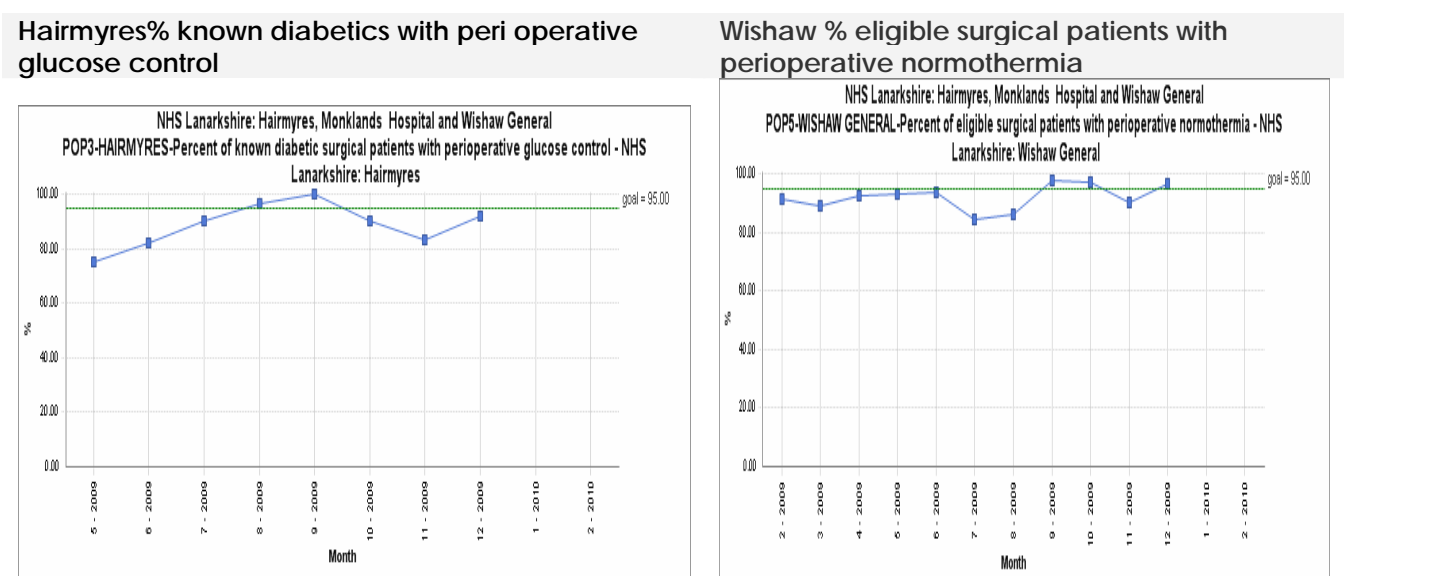 Hairmyres% known diabetics with peri operative
glucose control
NHS Lanarkshire: Hairmyres, Monklands Hospital and Wishaw General
POP3-HAIRMYRES-Percent of known diabetic surgical patients with perioperative glucose control - NHS
Lanarkshire: Hairmyres
100.00
goal = 95.00
80.00
60.00
%
40.00
20.00
0.00
5 - 2009
6 - 2009
7 - 2009
8 - 2009
9 - 2009
10 - 2009
11 - 2009
12 - 2009
1 - 2010
2 - 2010
Month
Wishaw % eligible surgical patients with
perioperative normothermia
NHS Lanarkshire: Hairmyres, Monklands Hospital and Wishaw General
POP5-WISHAW GENERAL-Percent of eligible surgical patients with perioperative normothermia - NHS
Lanarkshire: Wishaw General
100.00
goal = 95.00
80.00
60.00
%
40.00
20.00
0.00
2 - 2009
3 - 2009
4 - 2009
5 - 2009
6 - 2009
7 - 2009
8 - 2009
9 - 2009
10 - 2009
11 - 2009
12 - 2009
1 - 2010
2 - 2010
Month